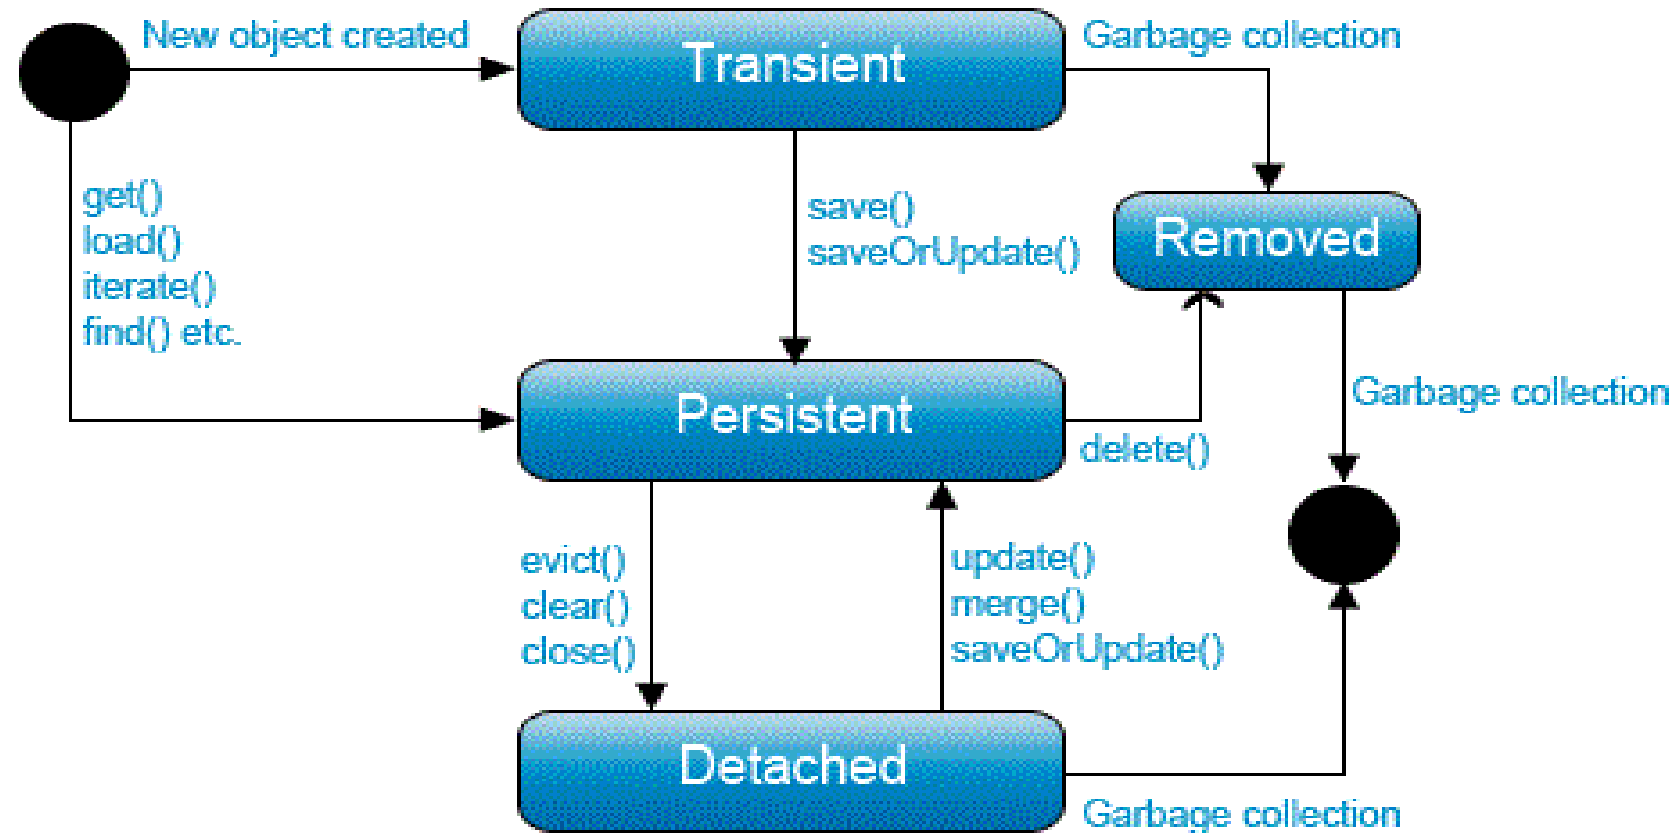 New object created
Transient
Garbage collection
get()
load()
iterate()
find() etc.
save()
saveOrUpdate()
Removed
Persistent
delete()
Garbage collection
evict()
clear()
close()
update()
merge()
saveOrUpdate()
Detached
Garbage collection